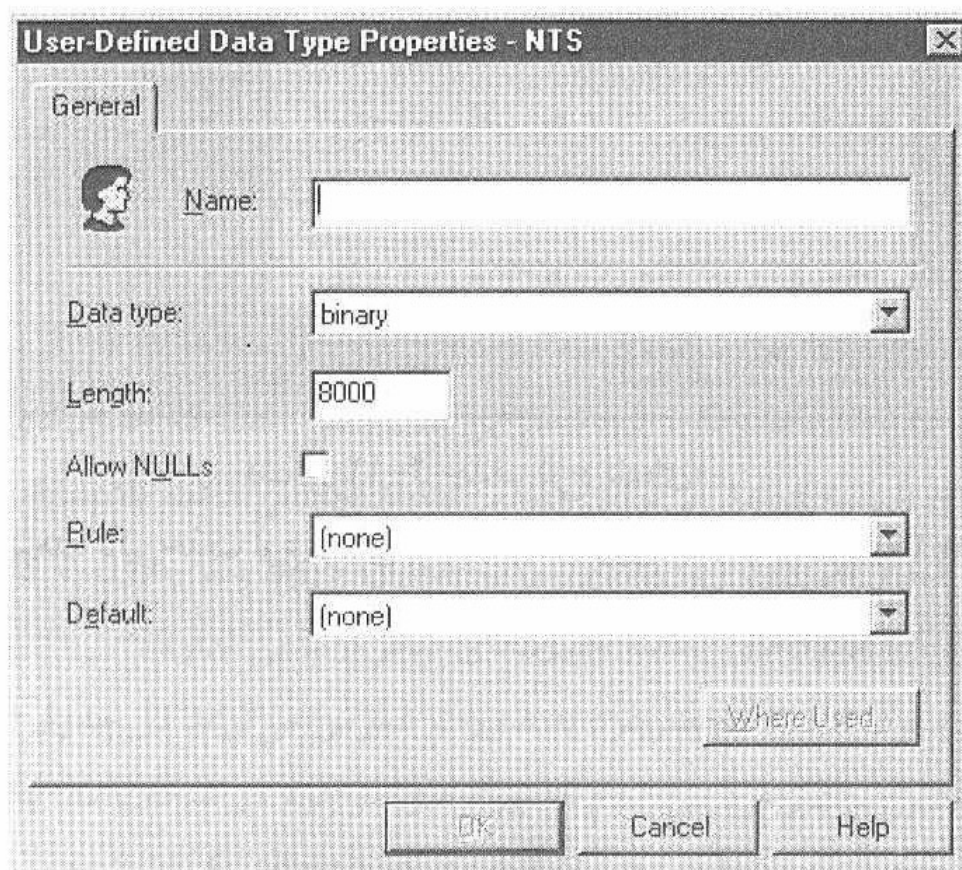 User-Defined Data Type Properties - NTS
General
Name:
Data type: binary
Length: 8000
Allow NULLs
Rule: (none)
Default: (none)
Where Used...
OK Cancel Help